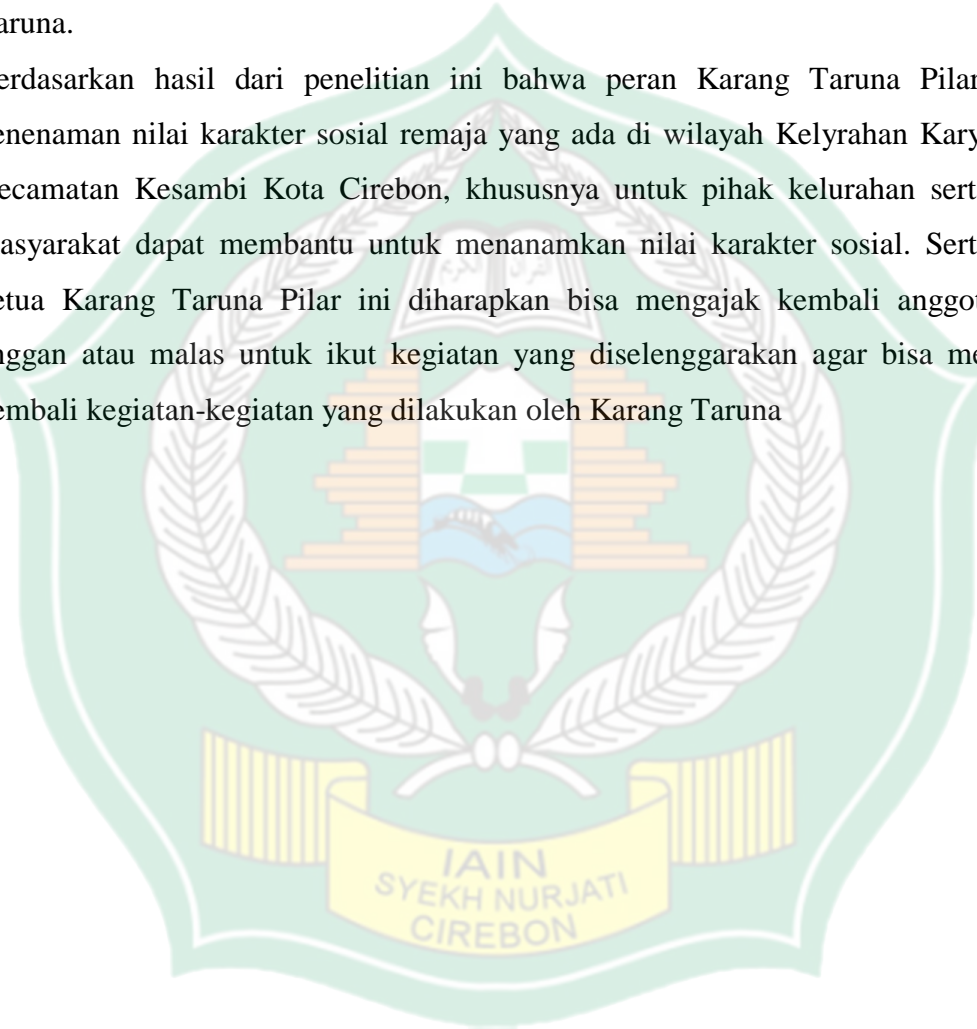 aruna.
erdasarkan hasil dari penelitian ini bahwa peran Karang Taruna Pilar
enenaman nilai karakter sosial remaja yang ada di wilayah Kelyrahan Kary
ecamatan Kesambi Kota Cirebon, khususnya untuk pihak kelurahan sert
asyarakat dapat membantu untuk menanamkan nilai karakter sosial. Sert
etua Karang Taruna Pilar ini diharapkan bisa mengajak kembali anggot
nggan atau malas untuk ikut kegiatan yang diselenggarakan agar bisa me
embali kegiatan-kegiatan yang dilakukan oleh Karang Taruna
IAIN
SYEKH NURJATI
CIREBON